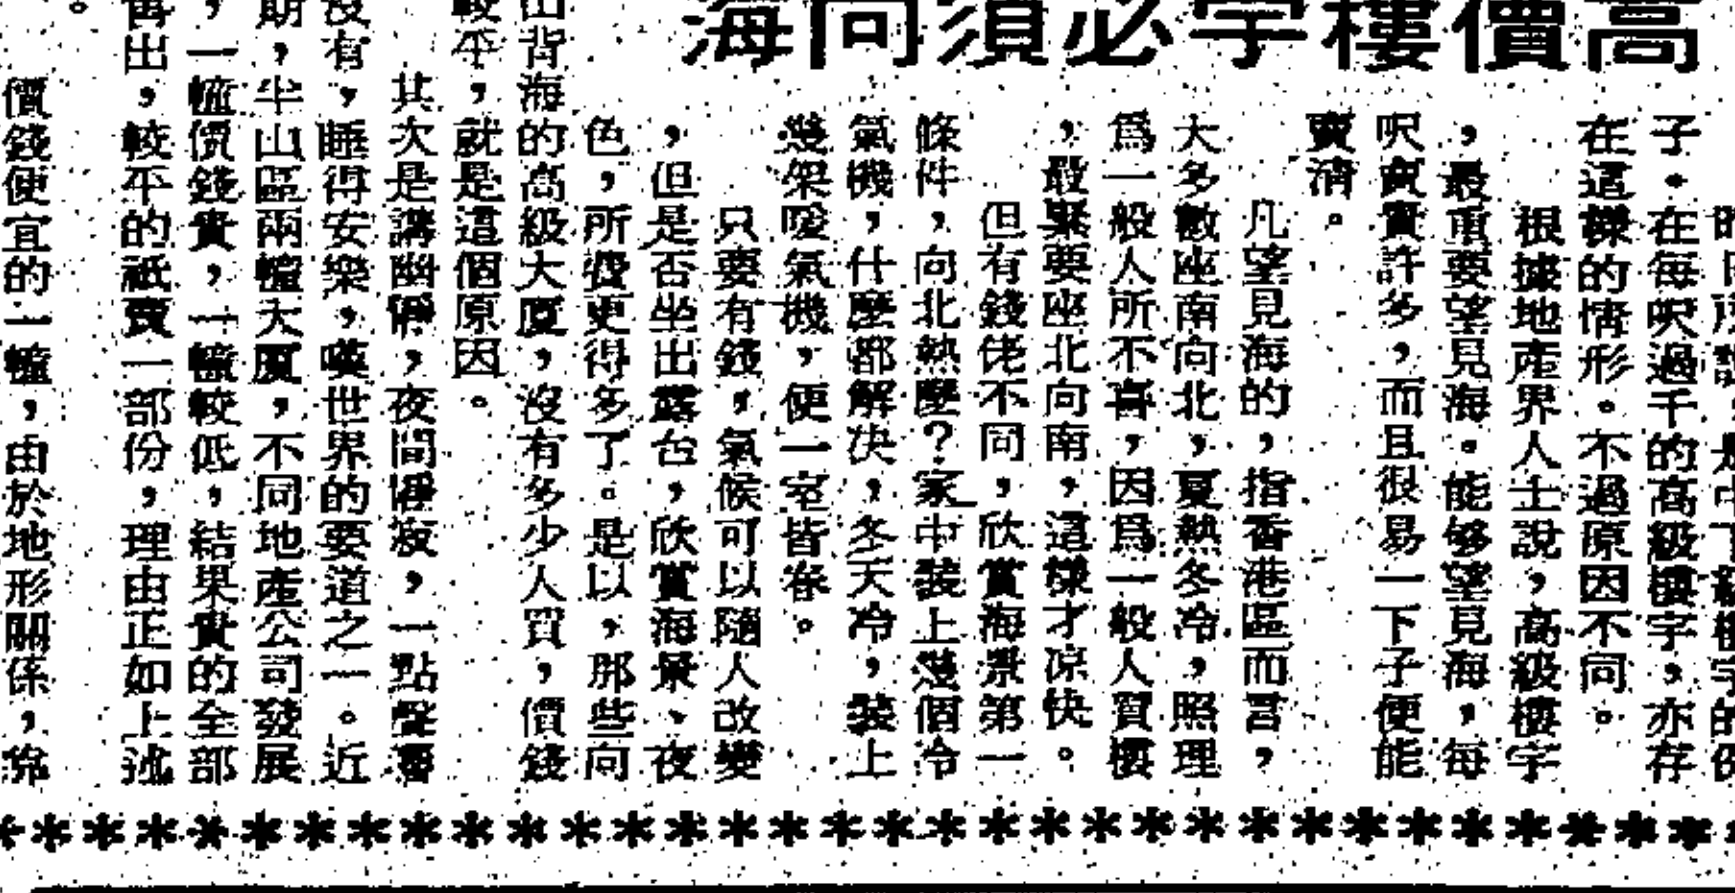 高價樓宇必須向海
子。在每呎過千的高級樓宇,亦存
在這樣的情形。不過原因不同。
根據地產界人士說,高級樓宇
,最重要望見海。能够望見海,每
呎賣貴許多,而且很易一下子便能
賣清。
凡望見海的,指香港區而言,
大多數座南向北,夏熱冬冷,照理
爲一般人所不喜,因爲一般人買樓
,最緊要座北向南,這樣才凉快。
但有錢佬不同,欣賞海景第一
條件,向北熱麼?家中裝上幾個冷
氣機,什麼都解决,冬天冷,裝上
幾架暖氣機,便一室皆春。
只要有錢,氣候可以隨人改變
,但是否坐出露台,欣賞海景、夜
色,所費更得多了。是以,那些向
山背海的高級大厦,沒有多少人買,價錢
較平,就是這個原因。
其次是講幽靜,夜間靜寂,一點聲響
沒有,睡得安樂,嘆世界的要道之一。近
期,半山區兩幢大厦,不同地產公司發展
,一幢價錢貴,一幢較低,結果貴的全部
出,較平的祗賣一部份,理由正如上述
。
價錢便宜的一幢,由於地形關係,